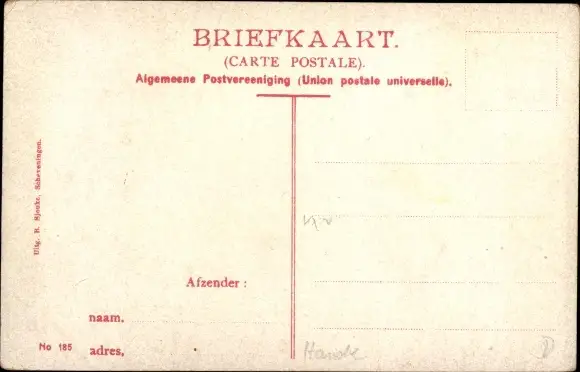 BRIEFKAART.
(CARTE POSTALE).
Algemeene Postvereeniging (Union postale universelle).
Uitg. R. Sjouke. Scheveningen.
Afzender :
naam.
No 185
adres.